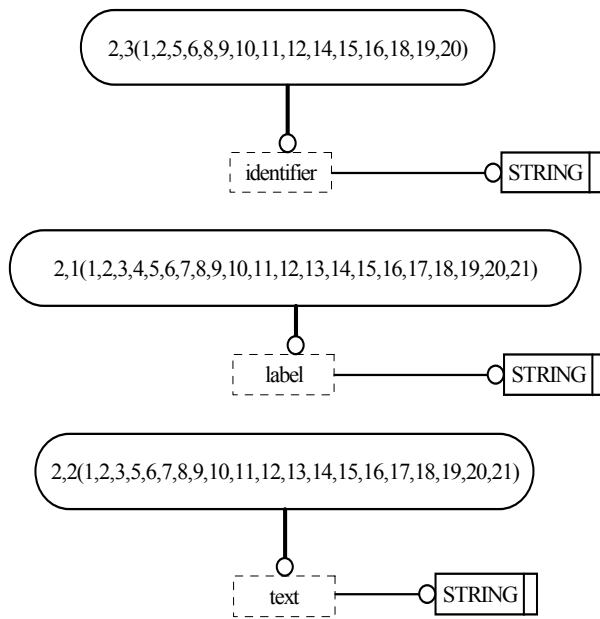 2,3(1,2,5,6,8,9,10,11,12,14,15,16,18,19,20)
identifier
STRING
2,1(1,2,3,4,5,6,7,8,9,10,11,12,13,14,15,16,17,18,19,20,21)
label
STRING
2,2(1,2,3,5,6,7,8,9,10,11,12,13,14,15,16,17,18,19,20,21)
text
STRING